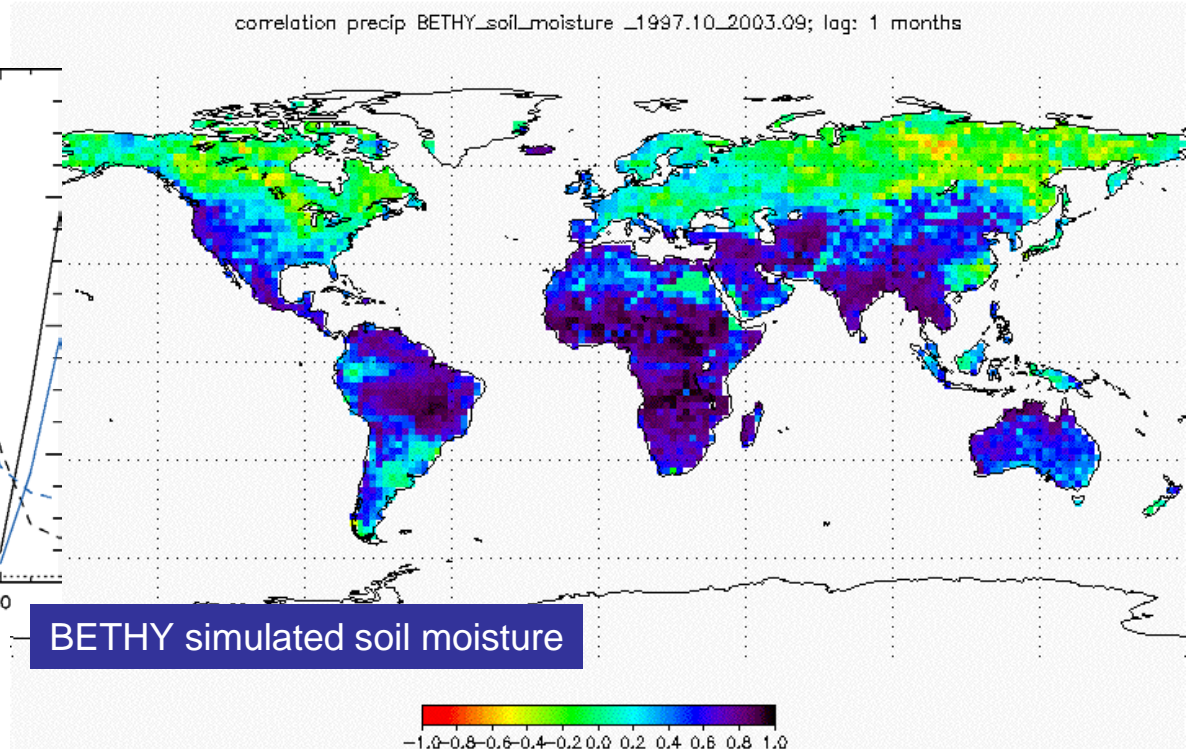 correlation precip BETHY_soil_moisture _1997.10_2003.09; lag: 1 months
0
BETHY simulated soil moisture
-1.0-0.8-0.6-0.4-0.2 0.0 0.2 0.4 0.6 0.8 1.0